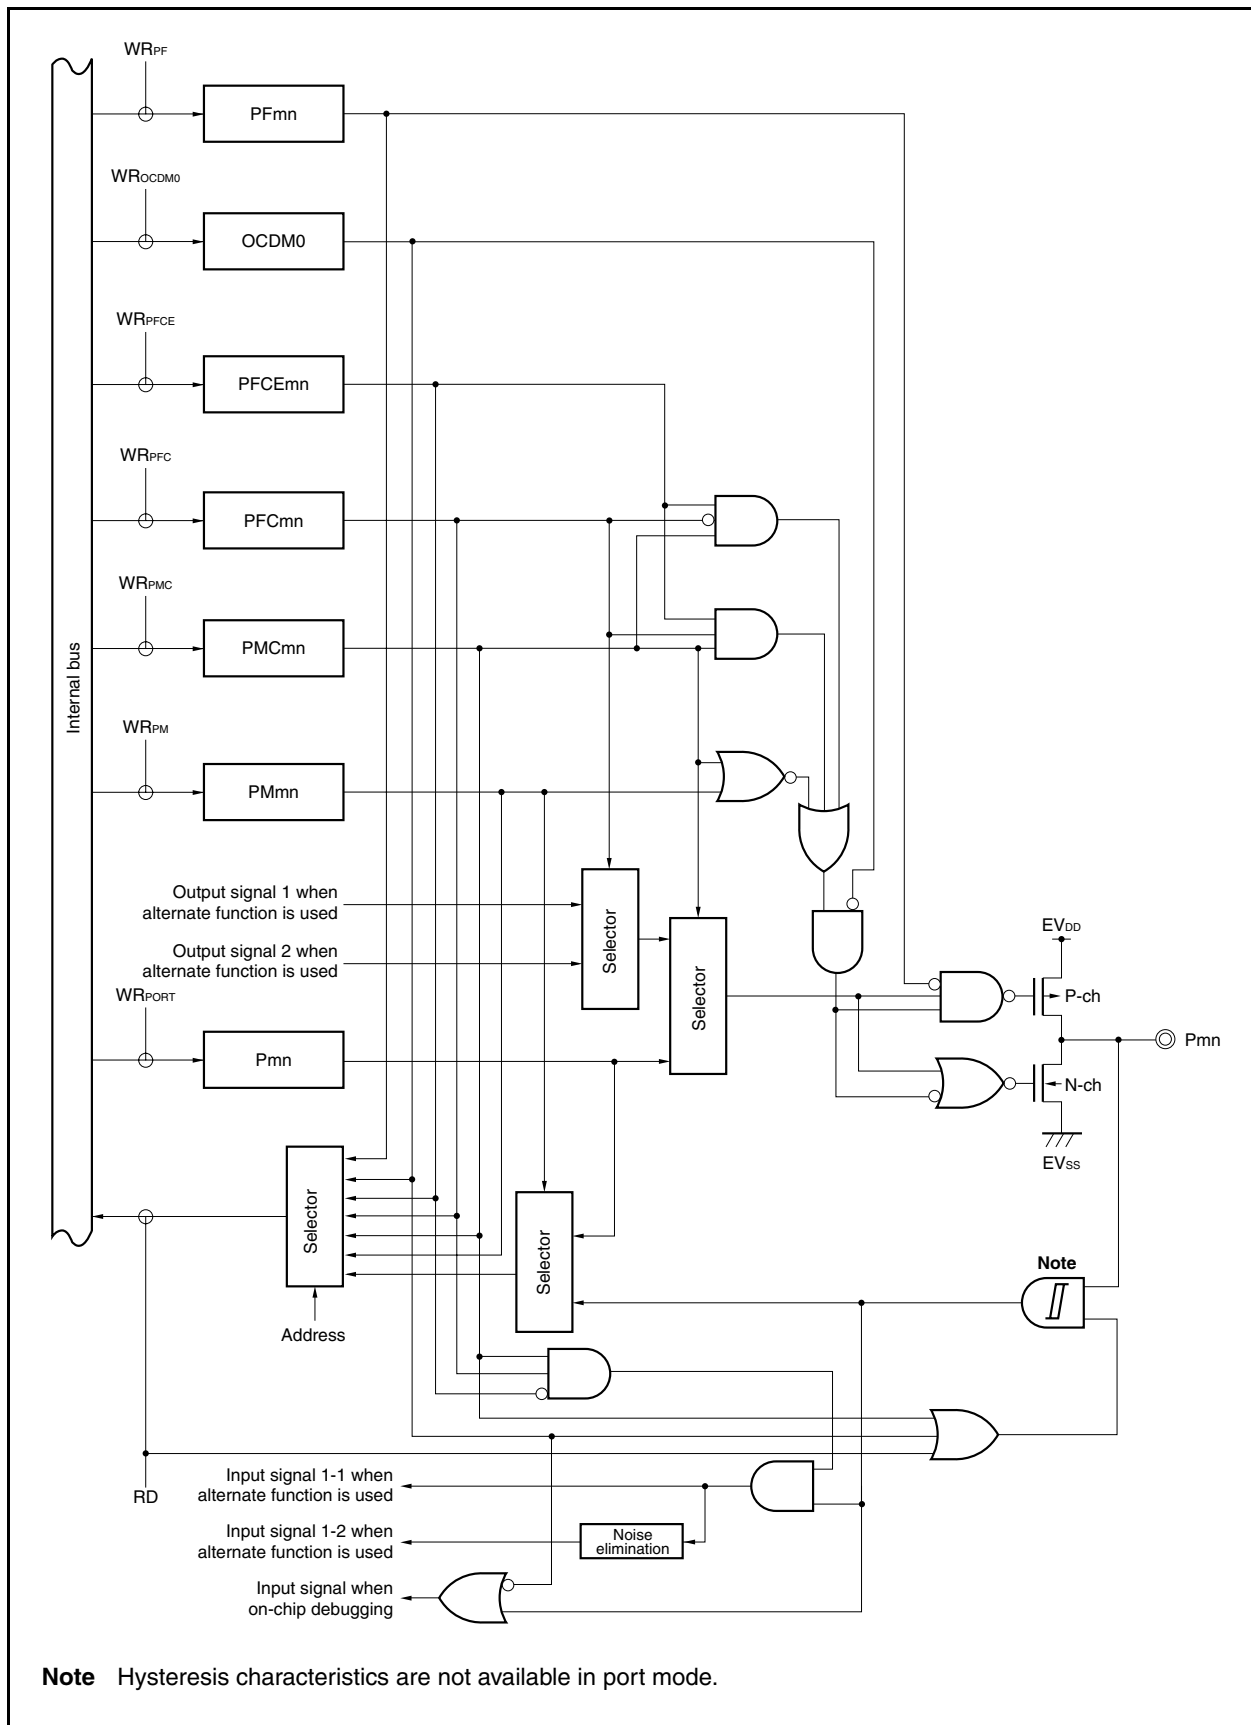 WRPF
PFmn
WROCDM0
OCDM0
WRPFCE
PFCEmn
WRPFC
PFCmn
WRPMC
PMCmn
Internal bus
WRPM
PMmn
Output signal 1 when
alternate function is used
Output signal 2 when
alternate function is used
Selector
Selector
WRPORT
Pmn
EVDD
P-ch
Pmn
N-ch
EVSS
Selector
Selector
Address
Note
RD
Input signal 1-1 when
alternate function is used
Input signal 1-2 when
alternate function is used
Noise
elimination
Input signal when
on-chip debugging
Note Hysteresis characteristics are not available in port mode.